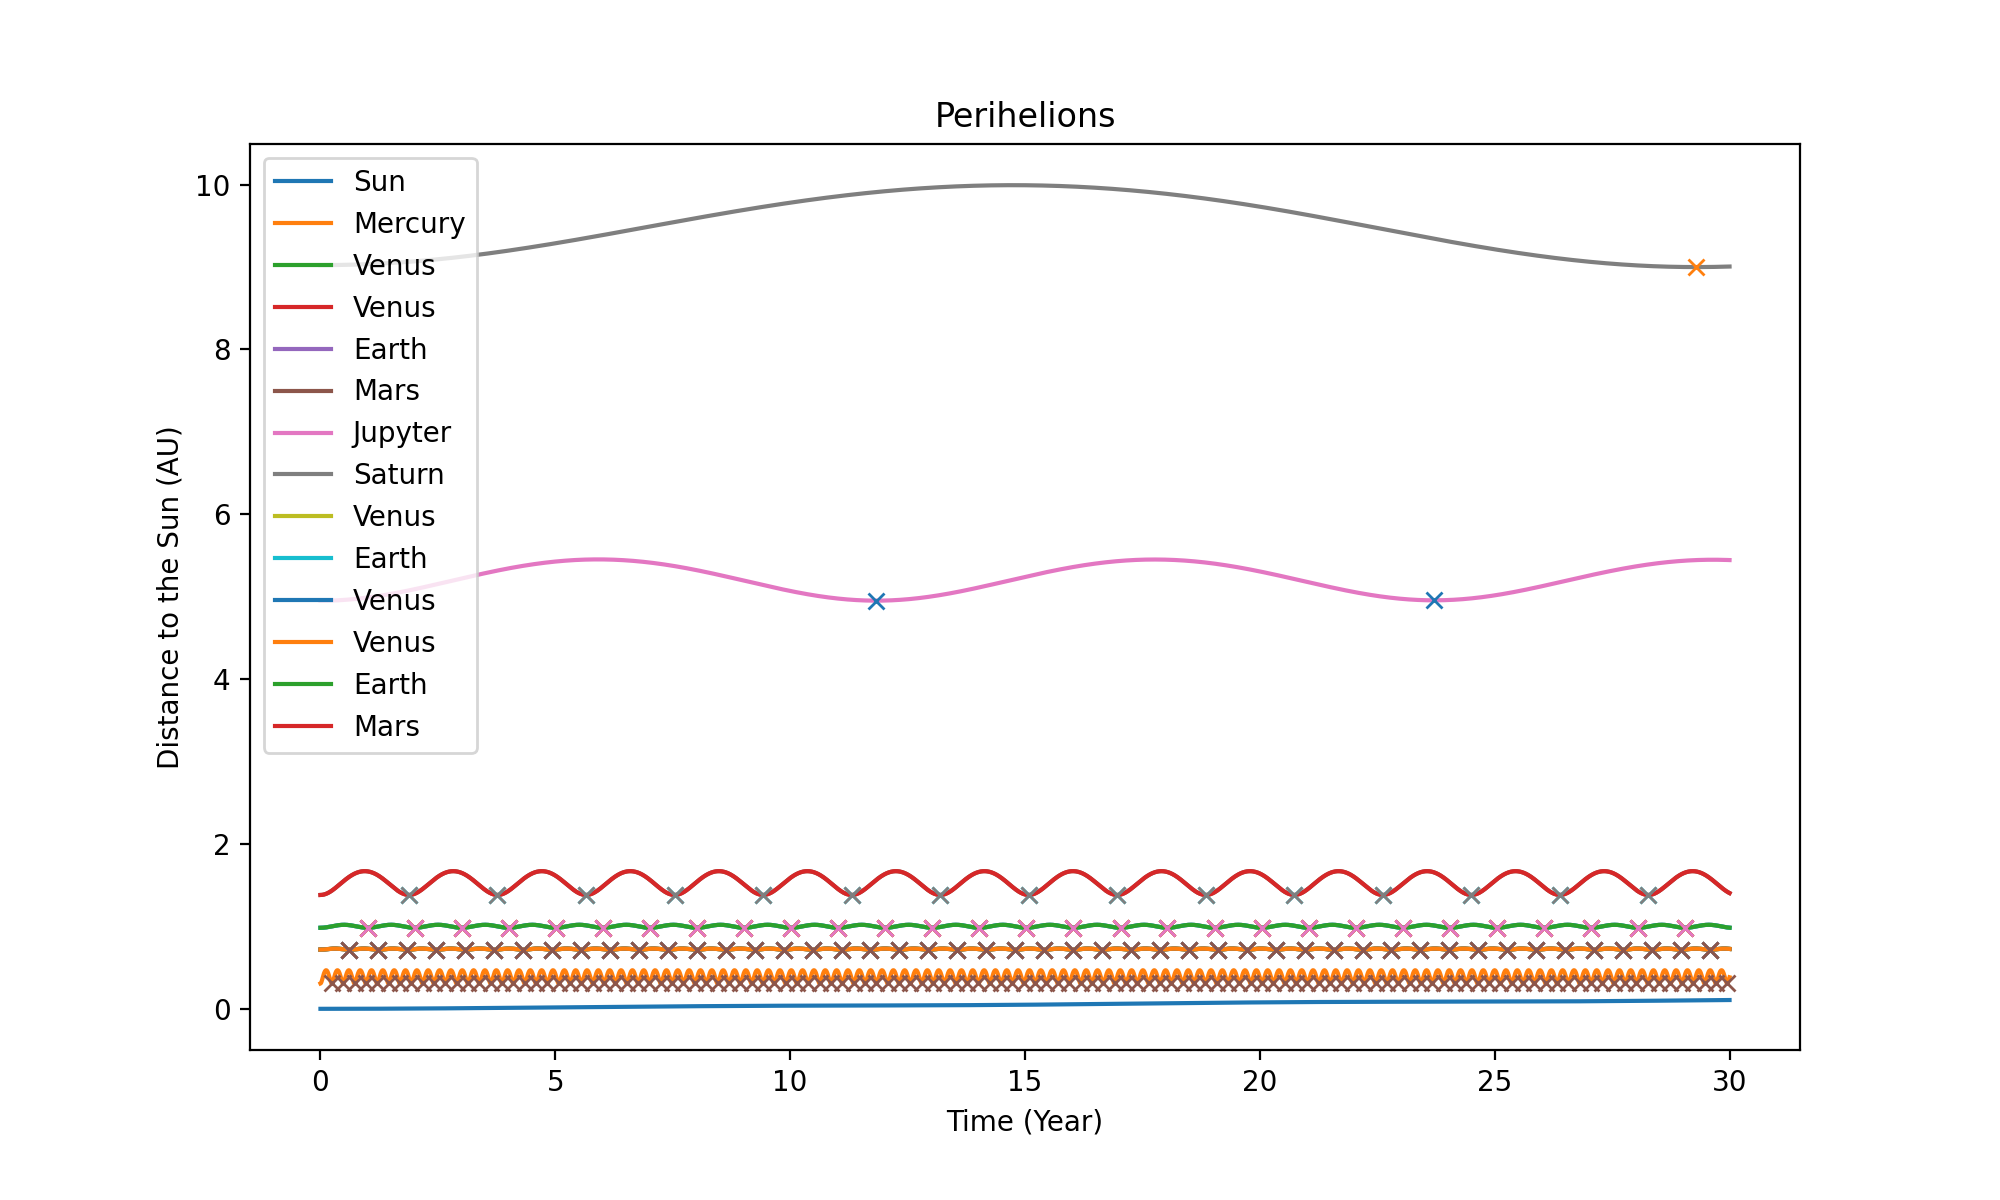 Perihelions
10
8
6
4
2
0
Distance to the Sun (AU)
Sun
Mercury
Venus
Venus
Earth
Mars
Jupyter
Saturn
Venus
Earth
Venus
Venus
Earth
Mars
0 5 10 15 20 25 30
Time (Year)